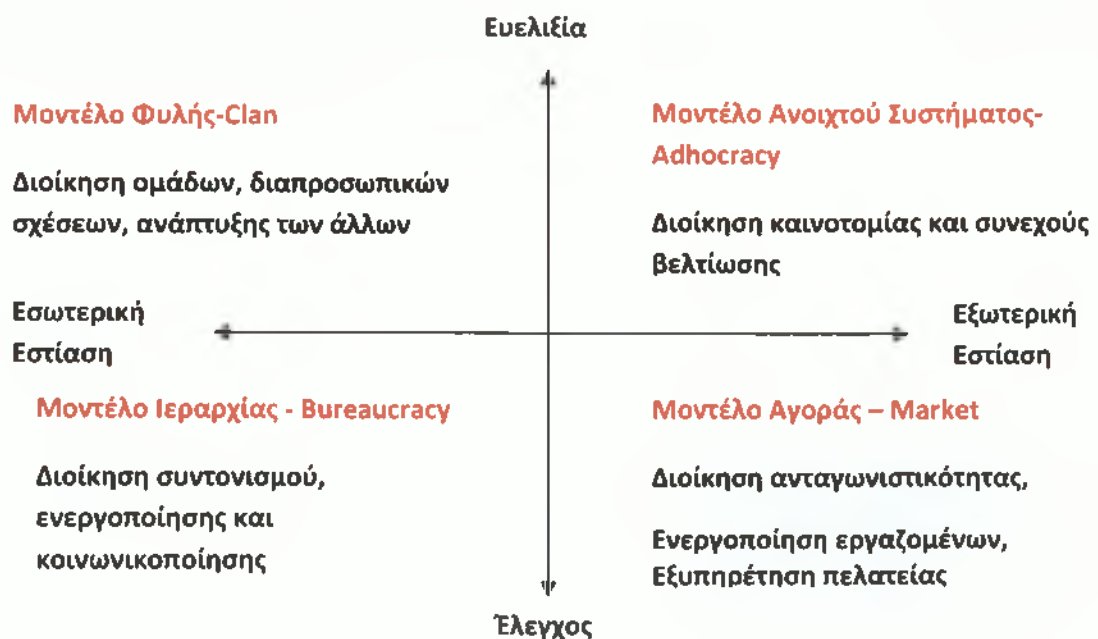 Ευελιξία
Μοντέλο Φυλής-Clan
Διοίκηση ομάδων, διαπροσωπικών
σχέσεων, ανάπτυξης των άλλων
Μοντέλο Ανοιχτού Συστήματος-
Adhocracy
Διοίκηση καινοτομίας και συνεχούς
βελτίωσης
Εσωτερική
Εστίαση
Εξωτερική
Εστίαση
Μοντέλο Ιεραρχίας - Bureaucracy
Διοίκηση συντονισμού,
ενεργοποίησης και
κοινωνικοποίησης
Μοντέλο Αγοράς – Market
Διοίκηση ανταγωνιστικότητας,
Ενεργοποίηση εργαζομένων,
Εξυπηρέτηση πελατείας
Έλεγχος